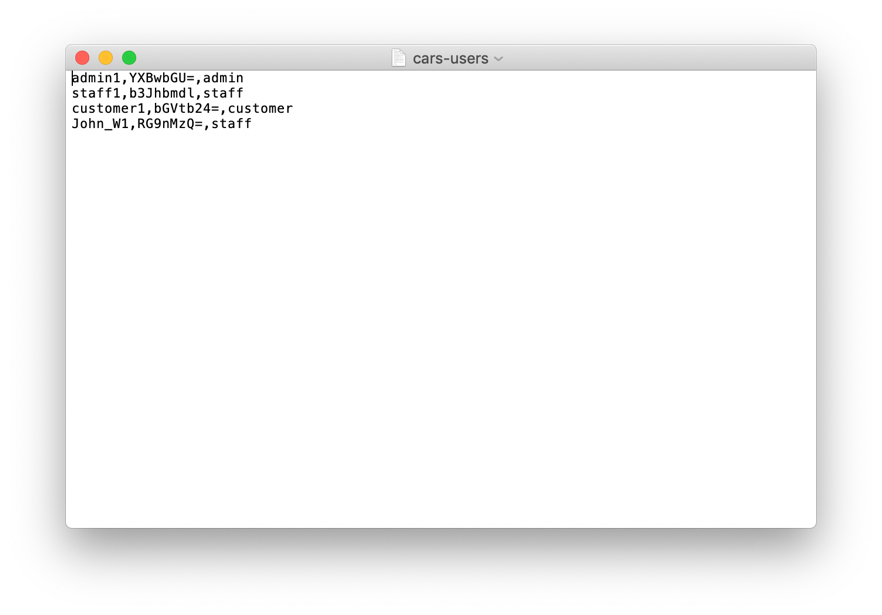 cars-users
admin1,YXBwbGU=,admin
staff1,b3Jhbmdl,staff
customer1,bGVtb24=,customer
John_W1,RG9nMzQ=,staff